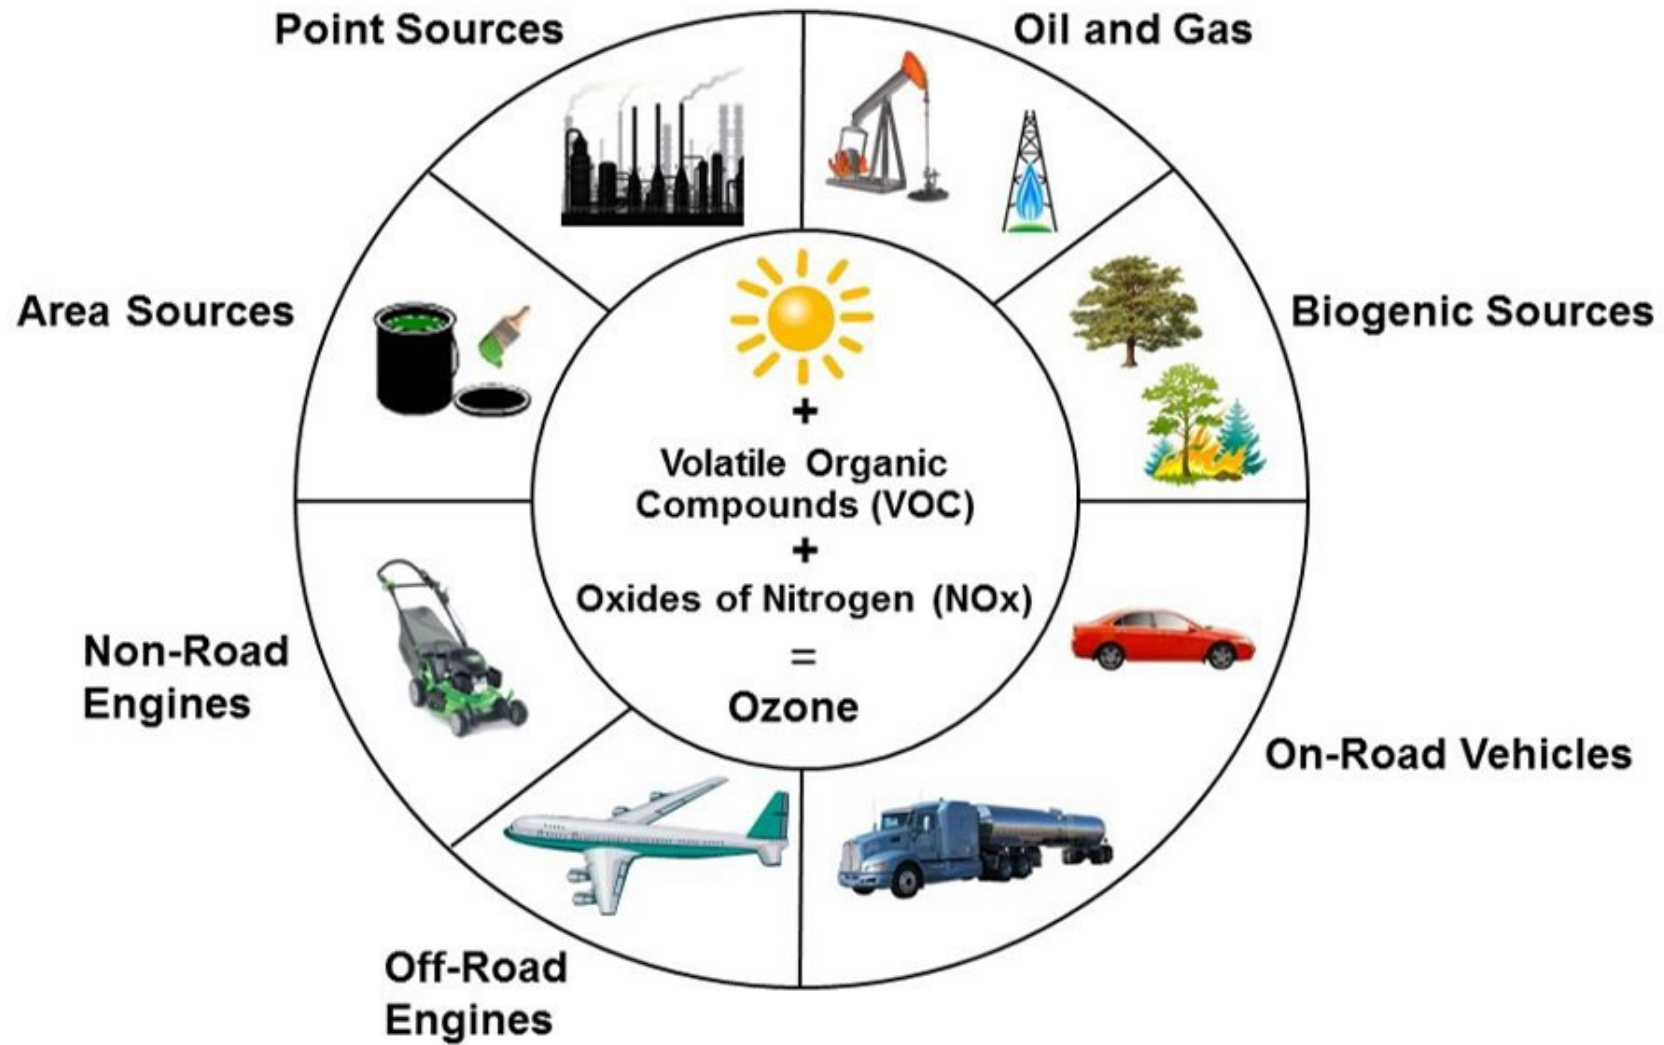 Point Sources
Oil and Gas
Area Sources
Biogenic Sources
+
Volatile Organic
Compounds (VOC)
+
Oxides of Nitrogen (NOx)
=
Ozone
Non-Road
Engines
On-Road Vehicles
Off-Road
Engines